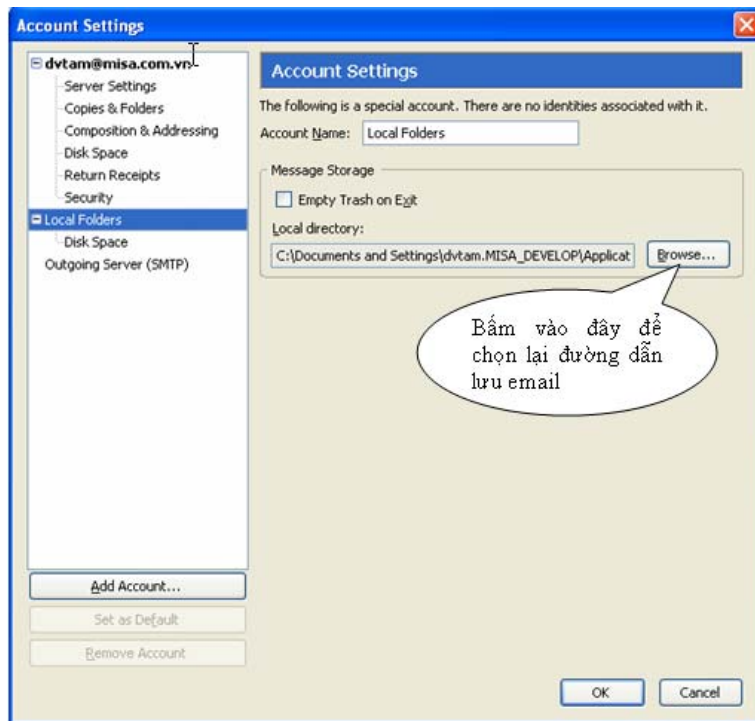 Account Settings
dvtam@misa.com.vn
Server Settings
Copies & Folders
Composition & Addressing
Disk Space
Return Receipts
Security
Local Folders
Disk Space
Outgoing Server (SMTP)
Add Account...
Set as Default
Remove Account
Account Settings
The following is a special account. There are no identities associated with it.
Account Name: Local Folders
Message Storage
Empty Trash on Exit
Local directory:
C:\Documents and Settings\dvtam.MISA_DEVELOP\Applicat Browse...
Bấm vào đây để
chọn lại đường dẫn
lưu email
OK Cancel